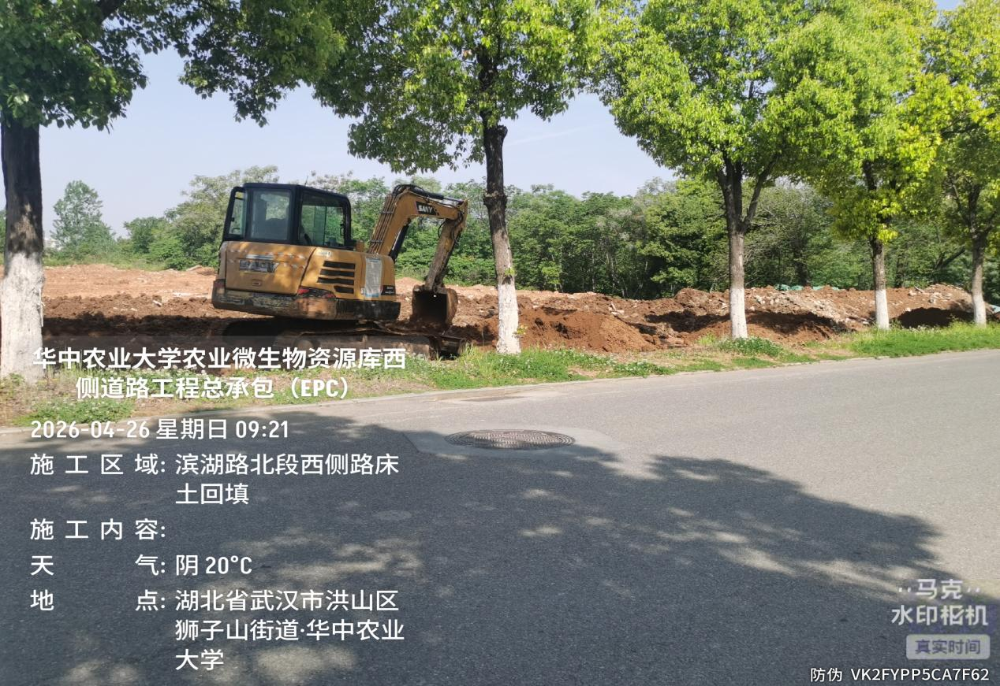 SANY
SANY
华中农业大学农业微生物资源库西
侧道路工程总承包（EPC）
2026-04-26 星期日 09:21
施工区域: 滨湖路北段西侧路床
土回填
施工内容:
天气: 阴 20°C
地点: 湖北省武汉市洪山区
狮子山街道·华中农业
大学
马克
水印相机
真实时间
防伪 VK2FYPP5CA7F62